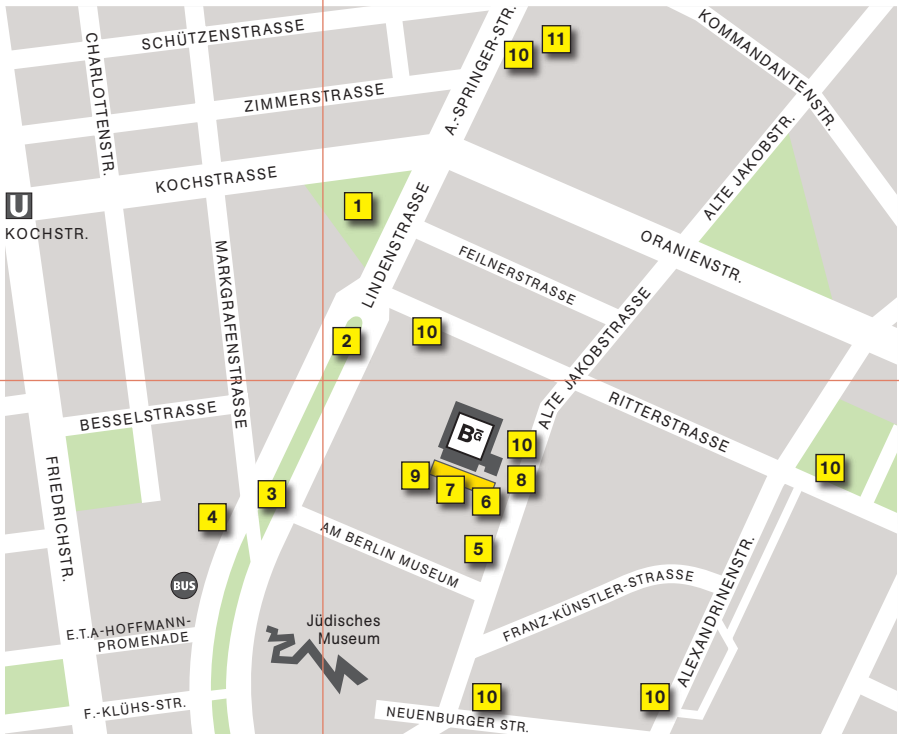 SCHÜTZENSTRASSE
CHARLOTTENSTR.
A.-SPRINGER-STR.
10
11
KOMMANDANTENSTR.
ZIMMERSTRASSE
ALTE JAKOBSTR.
KOCHSTRASSE
U
KOCHSTR.
1
LINDENSTRASSE
ORANIENSTR.
FEILNERSTRASSE
MARKGRAFENSTRASSE
2
10
ALTE JAKOBSTRASSE
RITTERSTRASSE
BESSELSTRASSE
BG
10
10
9
7
6
8
FRIEDRICHSTR.
3
4
5
AM BERLIN MUSEUM
BUS
FRANZ-KÜNSTLER-STRASSE
ALEXANDRINENSTR.
E.T.A-HOFFMANN-
PROMENADE
Jüdisches
Museum
10
10
F.-KLÜHS-STR.
NEUENBURGER STR.